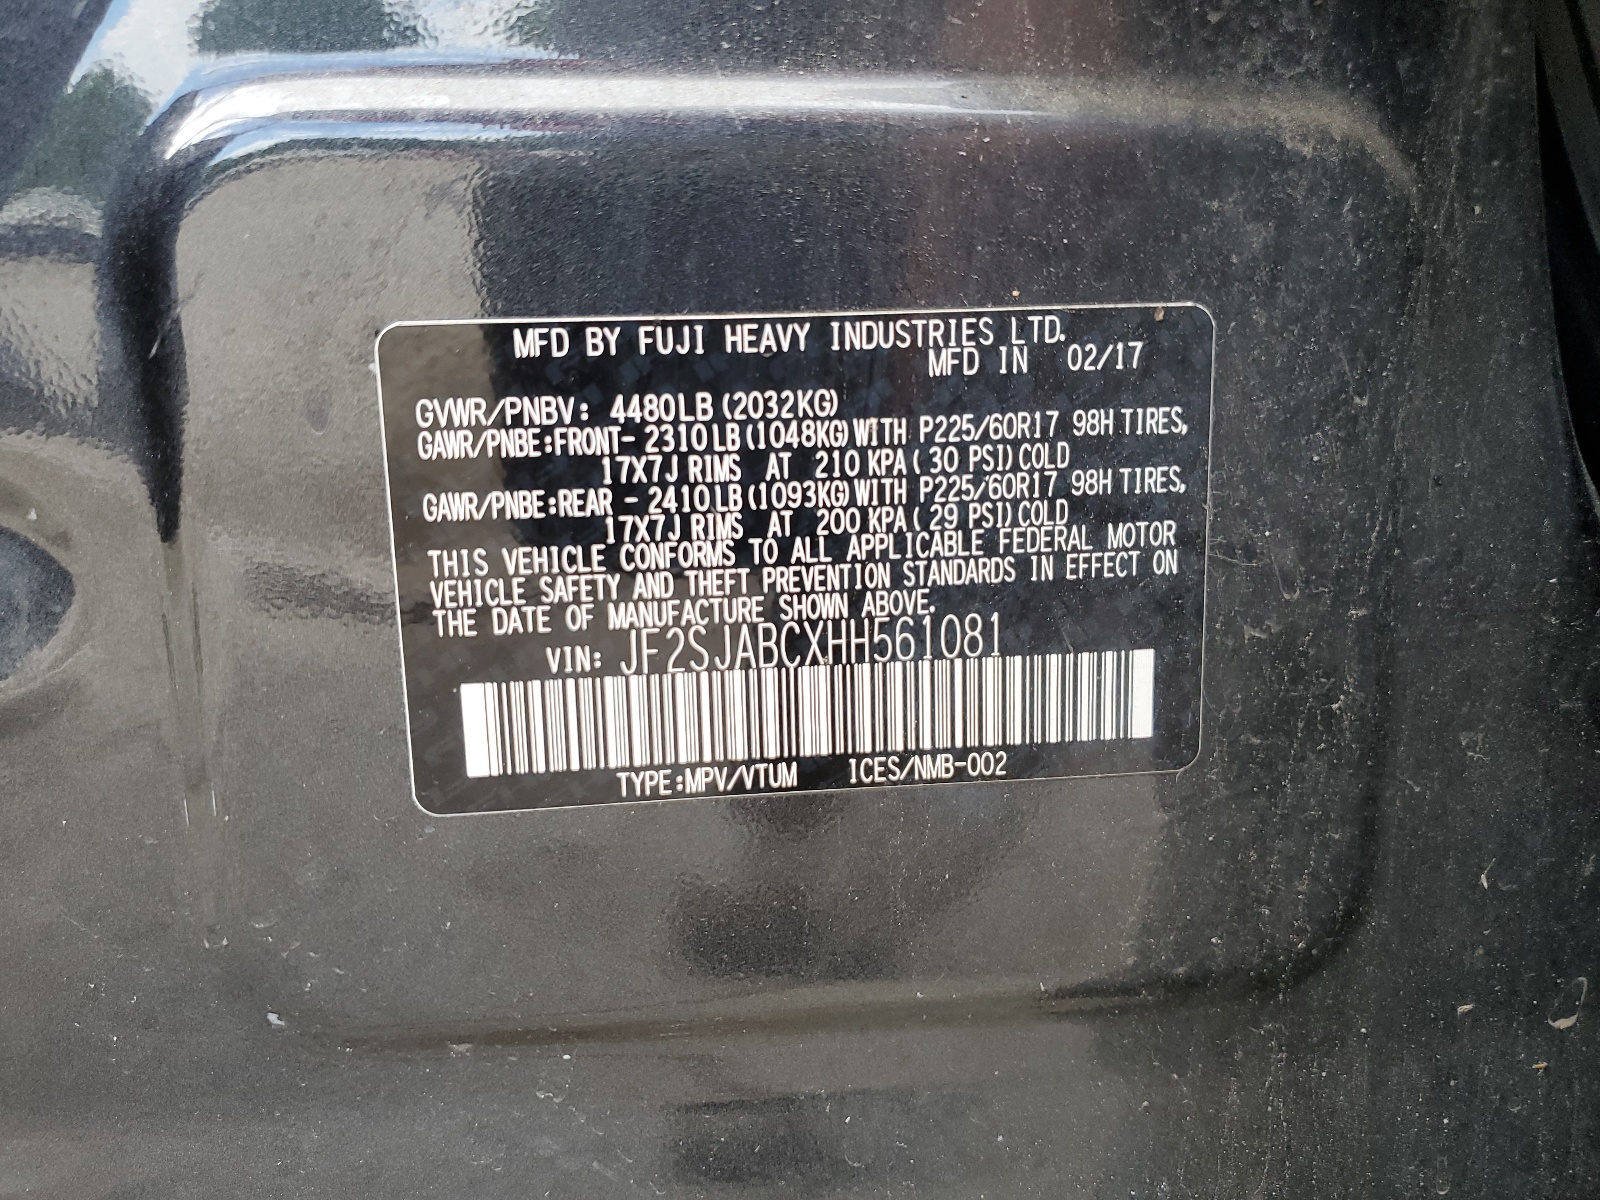 MFD BY FUJI HEAVY INDUSTRIES LTD.
MFD IN 02/17
GVWR/PNBV: 4480LB (2032KG)
GAWR/PNBE:FRONT- 2310LB (1048KG) WITH P225/60R17 98H TIRES,
17X7J RIMS AT 210 KPA ( 30 PSI) COLD
GAWR/PNBE:REAR - 2410LB (1093KG) WITH P225/60R17 98H TIRES,
17X7J RIMS AT 200 KPA ( 29 PSI) COLD
THIS VEHICLE CONFORMS TO ALL APPLICABLE FEDERAL MOTOR
VEHICLE SAFETY AND THEFT PREVENTION STANDARDS IN EFFECT ON
THE DATE OF MANUFACTURE SHOWN ABOVE.
VIN: JF2SJABCXHH561081
TYPE:MPV/VTUM ICES/NMB-002